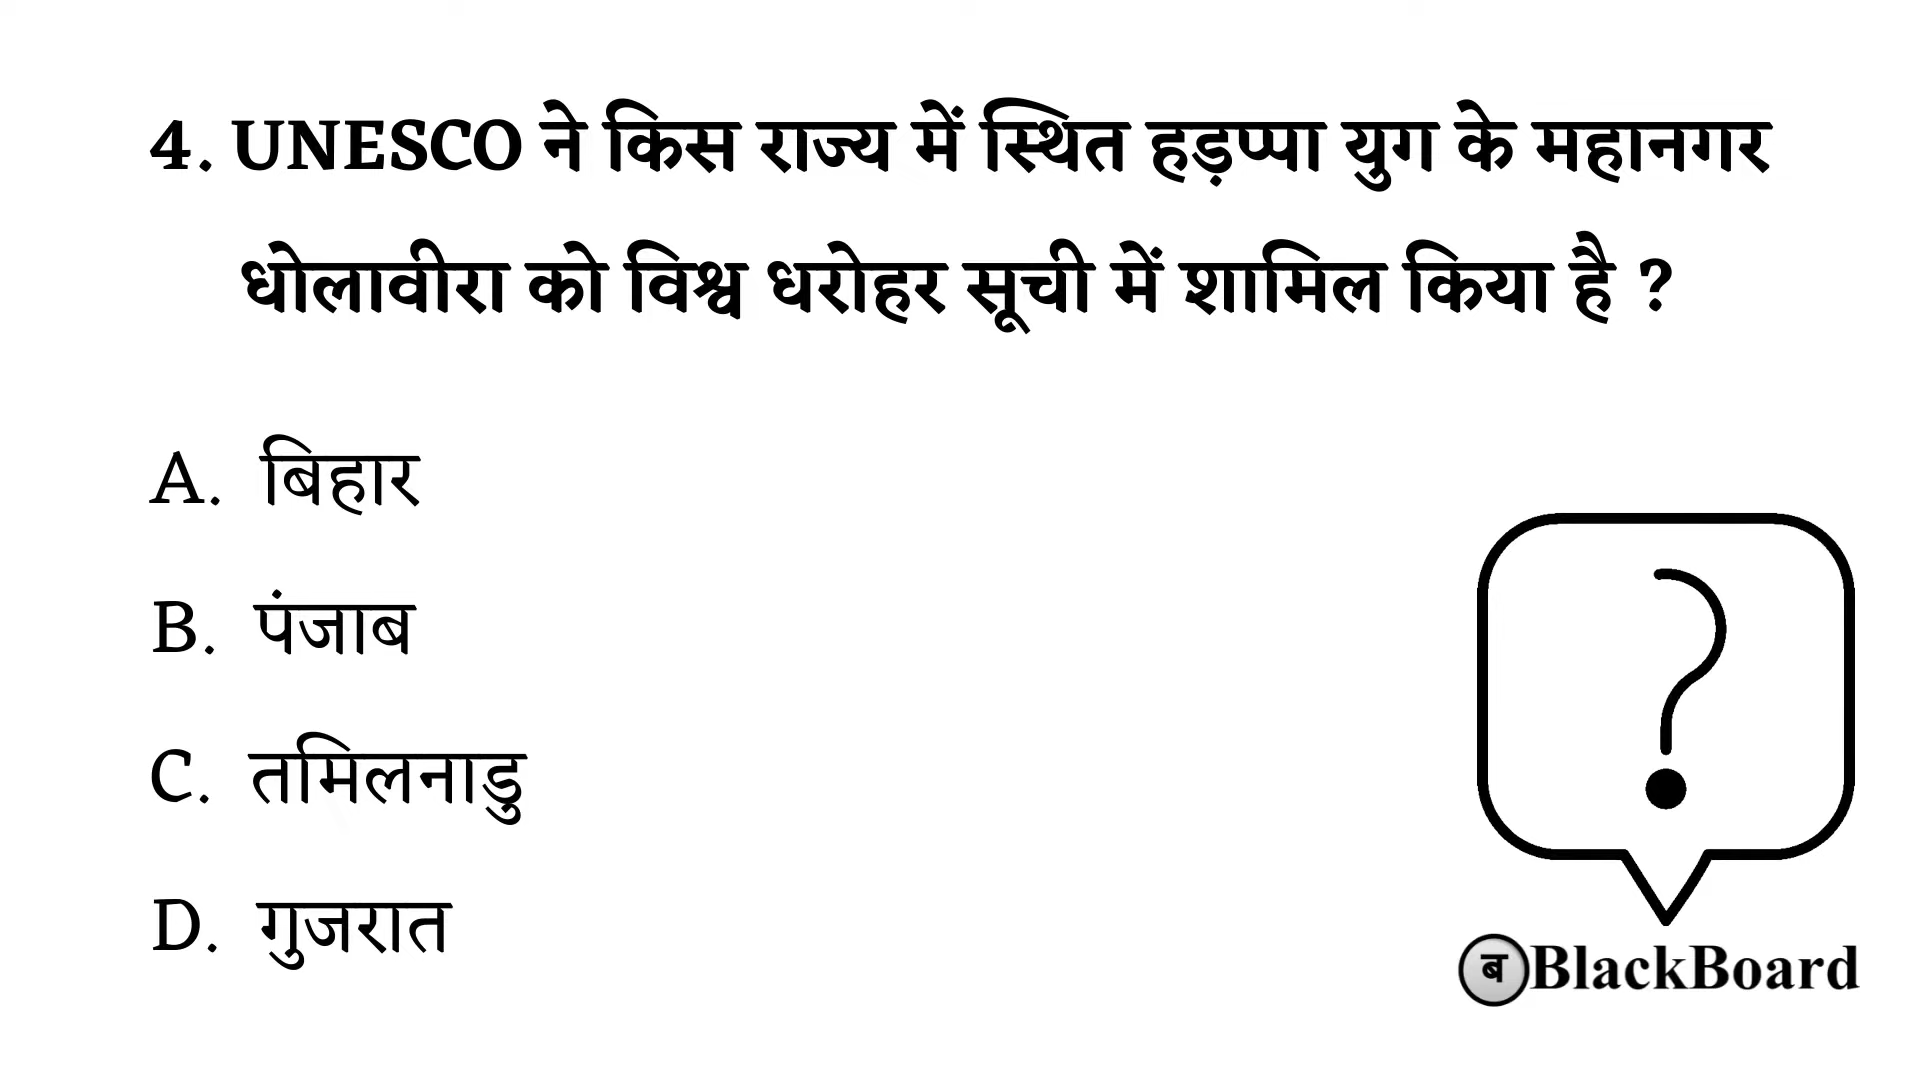 4. UNESCO ने किस राज्य में स्थित हड़प्पा युग के महानगर
धोलावीरा को विश्व धरोहर सूची में शामिल किया है ?
A. बिहार
B. पंजाब
C. तमिलनाडु
D. गुजरात
?
ब BlackBoard